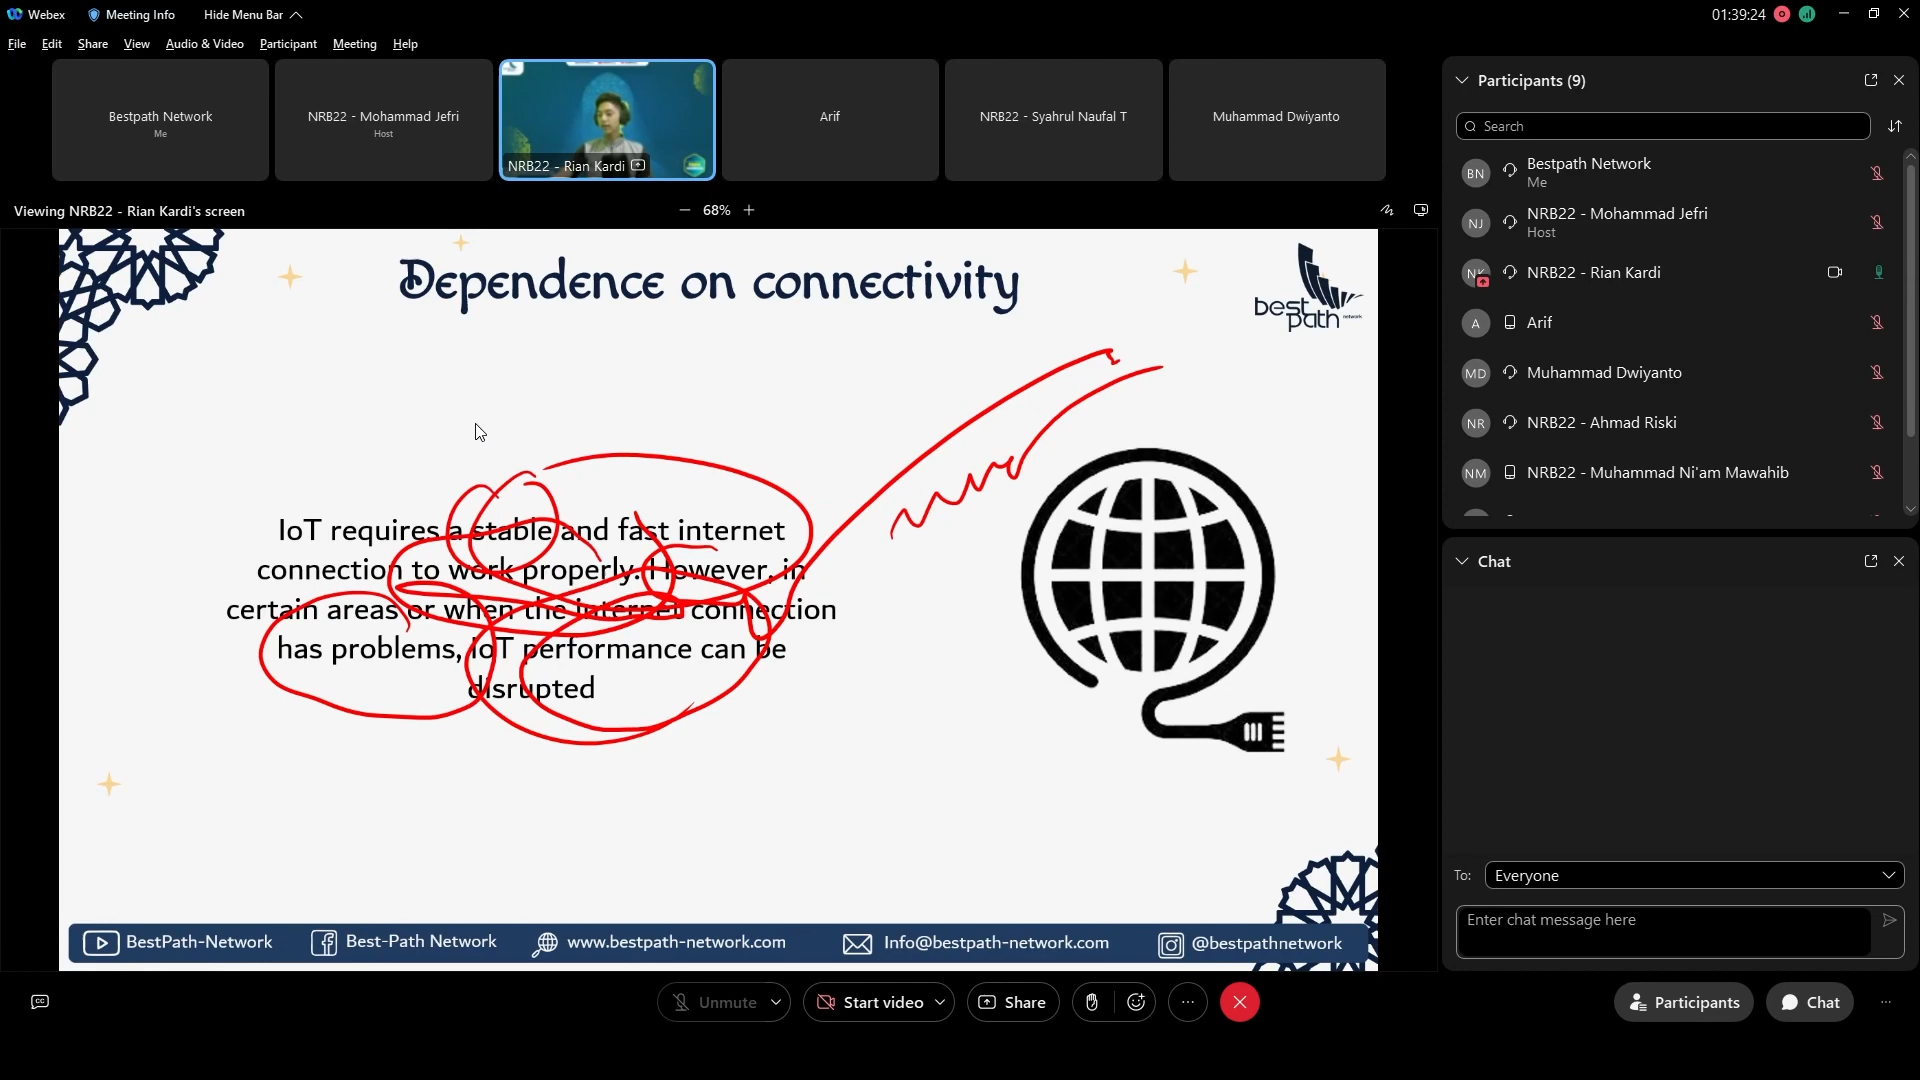 Webex
Meeting Info
Hide Menu Bar
01:39:24
File Edit Share View Audio & Video Participant Meeting Help
Bestpath Network
Me
NRB22 - Mohammad Jefri
Host
NRB22 - Rian Kardi
Arif
NRB22 - Syahrul Naufal T
Muhammad Dwiyanto
Viewing NRB22 - Rian Kardi's screen
68%
Dependence on connectivity
best path network
IoT requires a stable and fast internet
connection to work properly. However, in
certain areas or when the internet connection
has problems, IoT performance can be
disrupted
BestPath-Network
Best-Path Network
www.bestpath-network.com
Info@bestpath-network.com
@bestpathnetwork
Participants (9)
Search
BN Bestpath Network
Me
NJ NRB22 - Mohammad Jefri
Host
NK NRB22 - Rian Kardi
A Arif
MD Muhammad Dwiyanto
NR NRB22 - Ahmad Riski
NM NRB22 - Muhammad Ni'am Mawahib
Chat
To: Everyone
Enter chat message here
CC
Unmute
Start video
Share
Participants
Chat